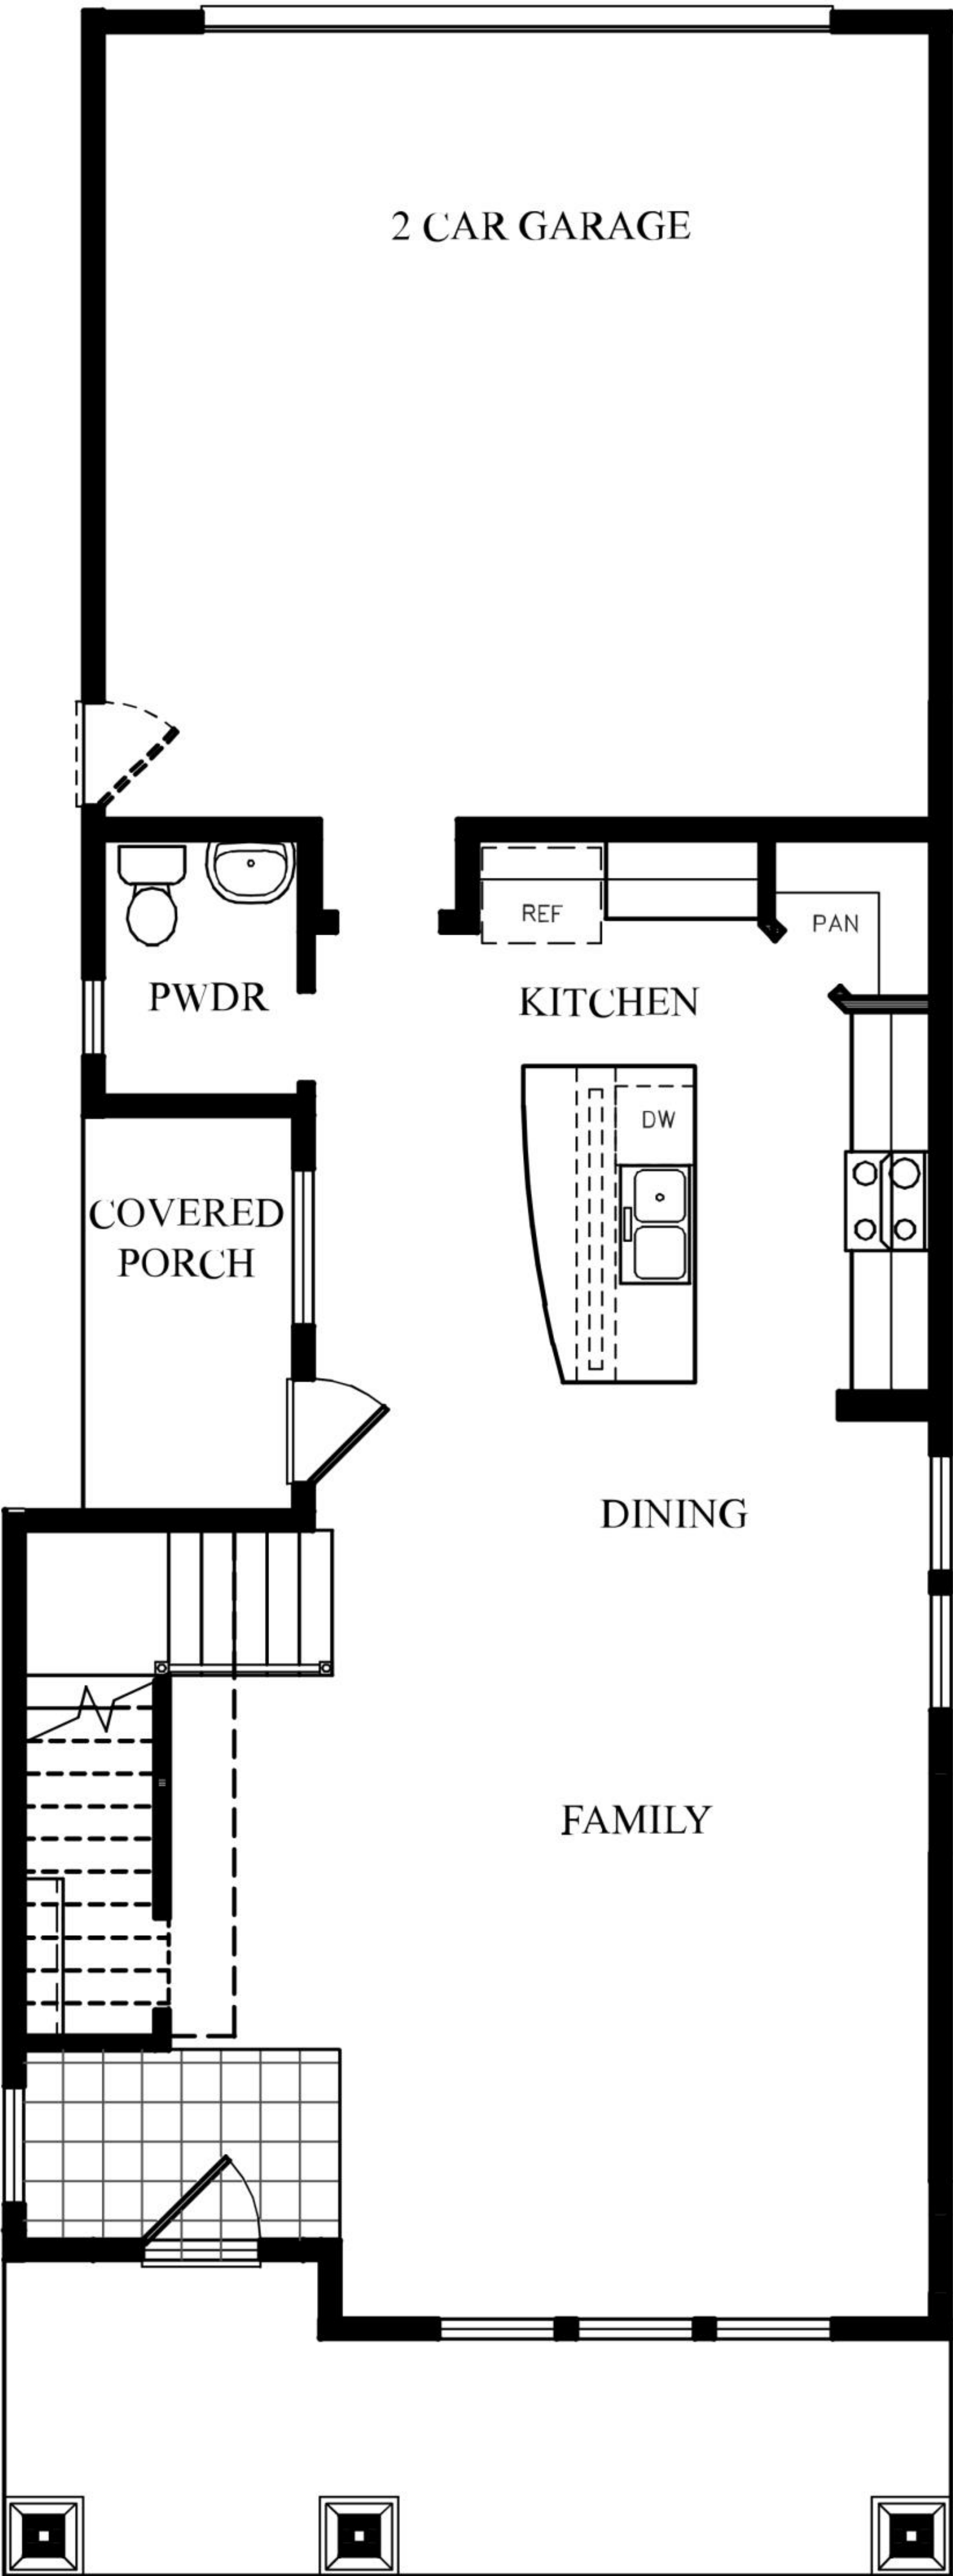 2 CAR GARAGE
REF
PAN
PWDR
KITCHEN
DW
COVERED
PORCH
DINING
FAMILY